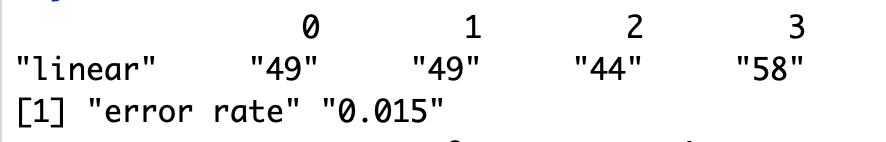 0 1 2 3
"linear" "49" "49" "44" "58"
[1] "error rate" "0.015"